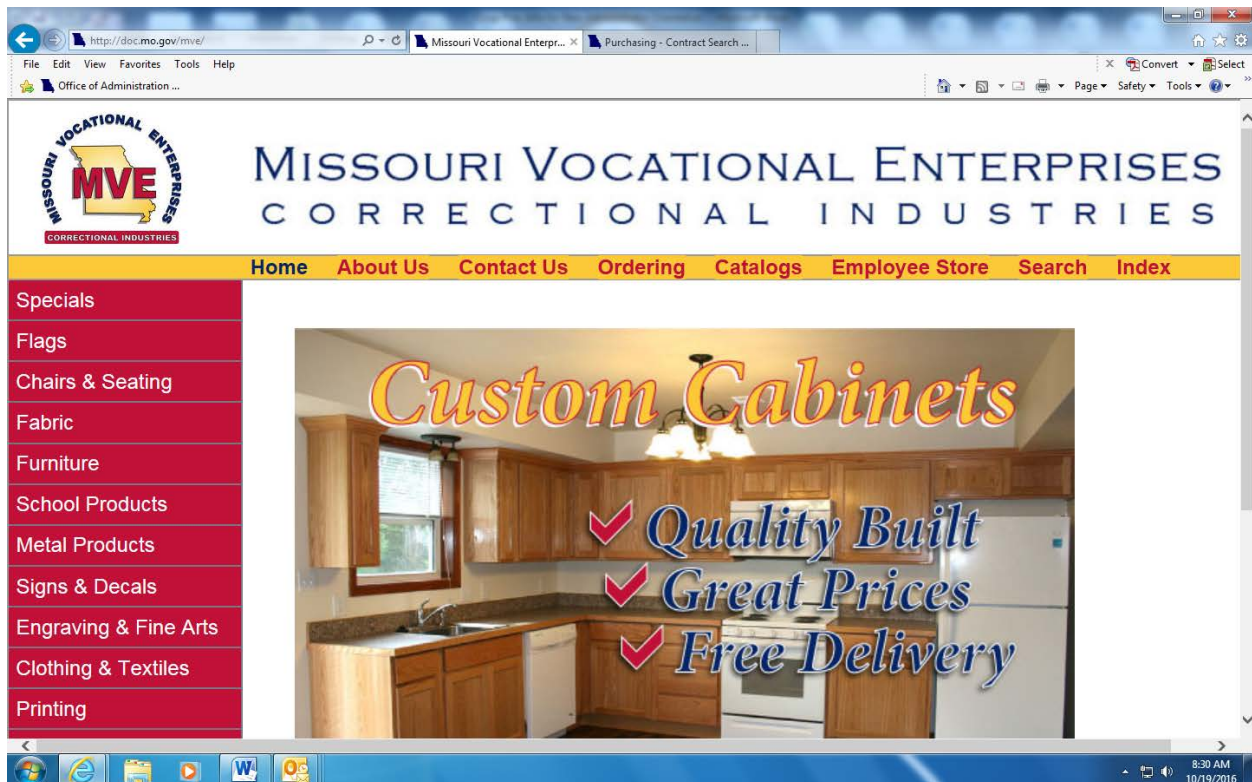 http://doc.mo.gov/mve/
Missouri Vocational Enterpr...
Purchasing - Contract Search ...
File Edit View Favorites Tools Help
Convert Select
Office of Administration ...
Page Safety Tools
MISSOURI VOCATIONAL ENTERPRISES
MVE
CORRECTIONAL INDUSTRIES
MISSOURI VOCATIONAL ENTERPRISES
CORRECTIONAL INDUSTRIES
Home About Us Contact Us Ordering Catalogs Employee Store Search Index
Specials
Flags
Chairs & Seating
Fabric
Furniture
School Products
Metal Products
Signs & Decals
Engraving & Fine Arts
Clothing & Textiles
Printing
Custom Cabinets
Quality Built
Great Prices
Free Delivery
8:30 AM
10/19/2016